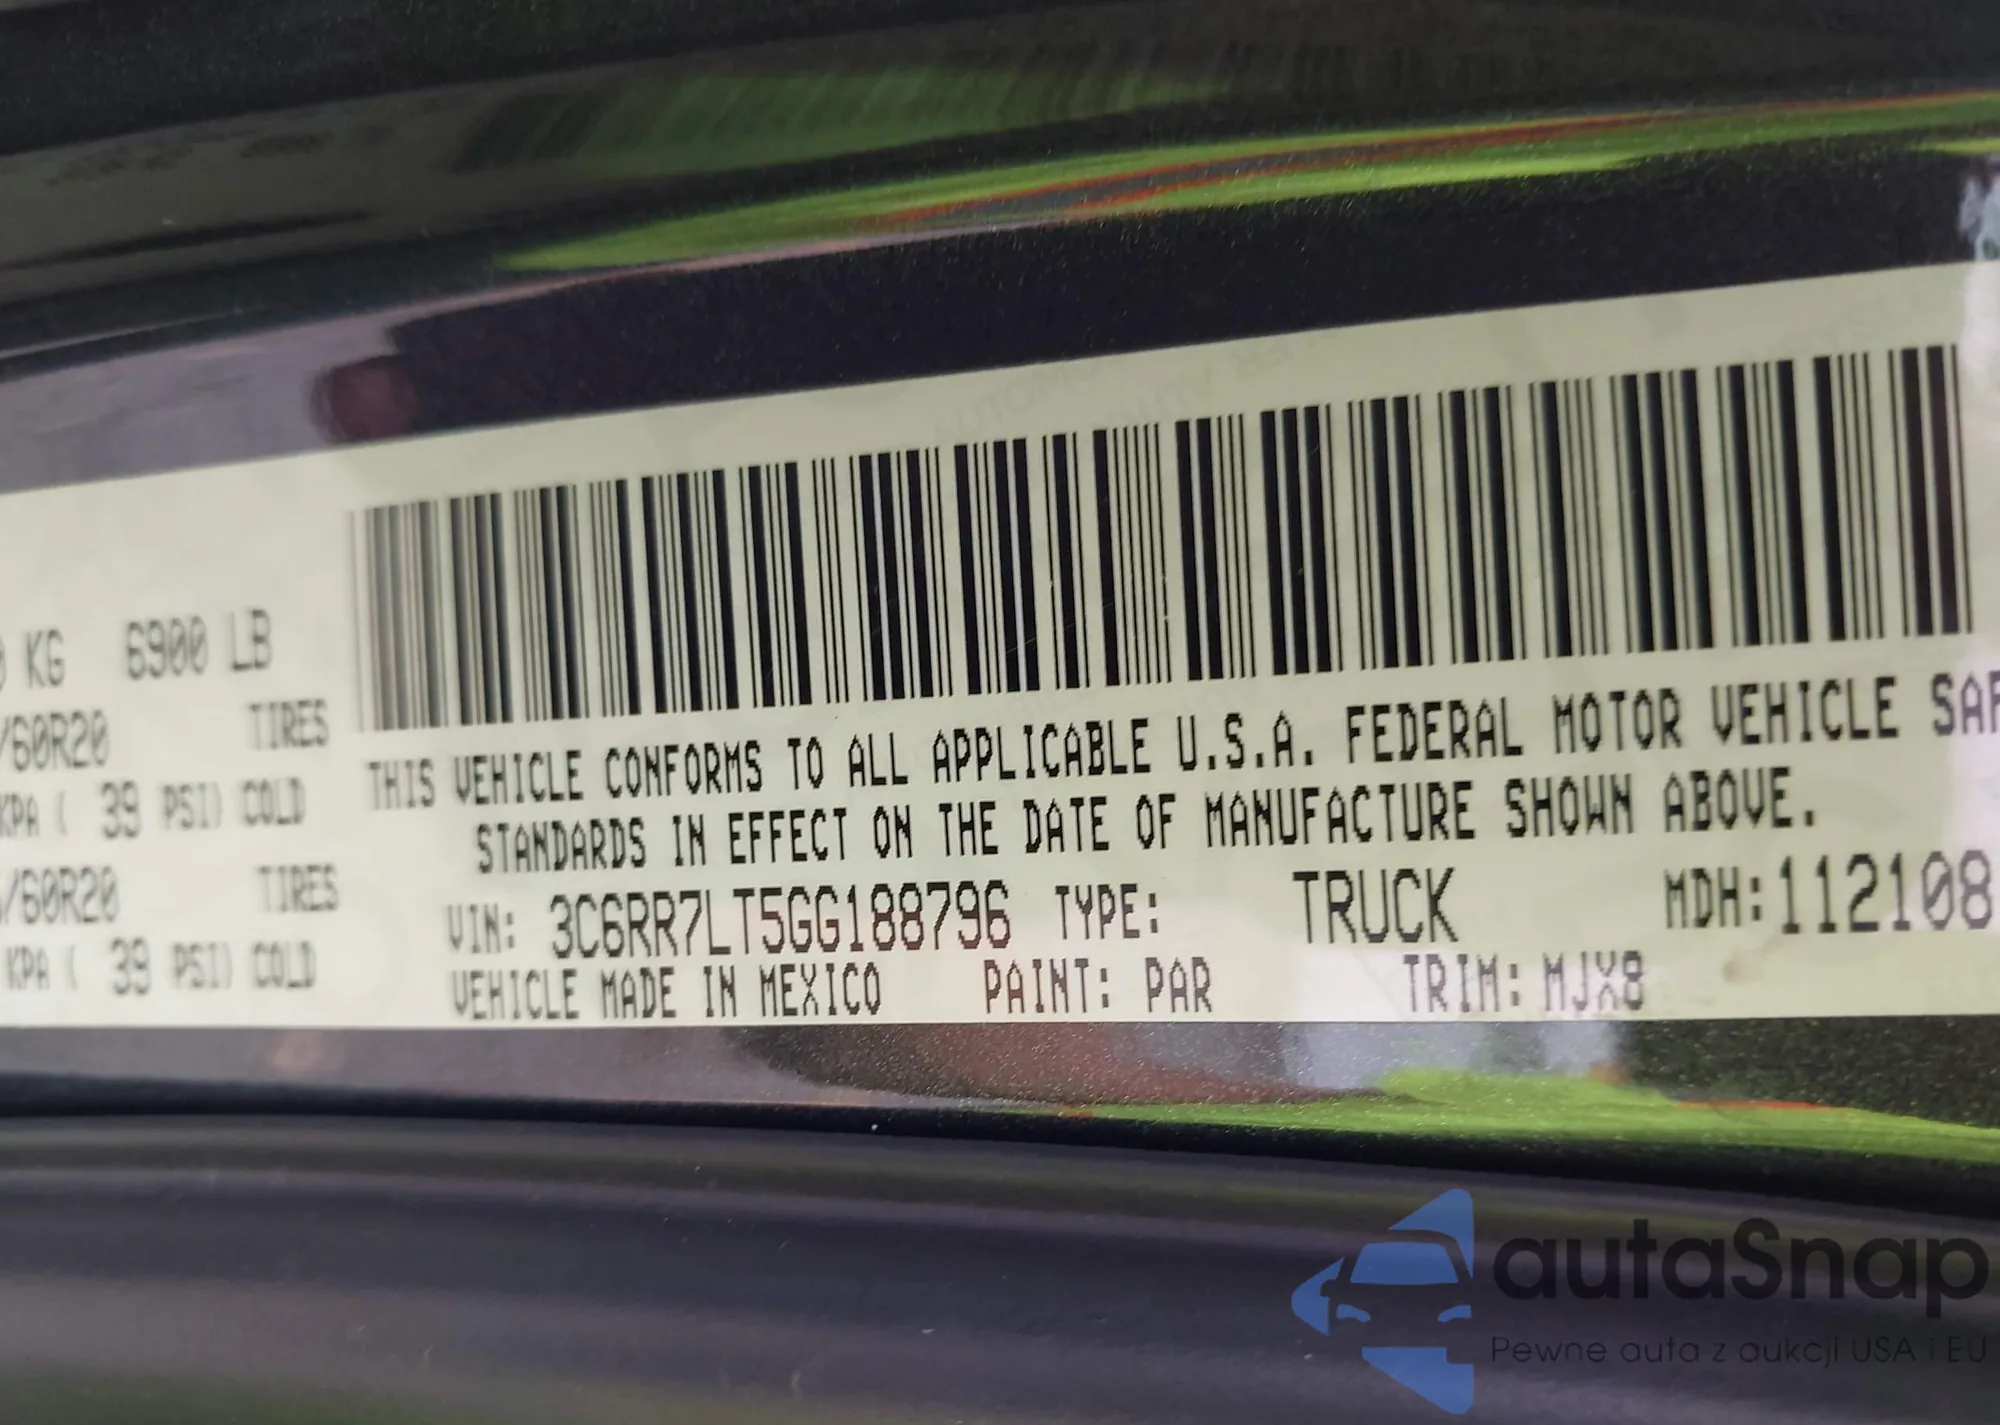 KG 6900 LB
/60R20 TIRES
KPA ( 39 PSI) COLD
/60R20 TIRES
KPA ( 39 PSI) COLD
THIS VEHICLE CONFORMS TO ALL APPLICABLE U.S.A. FEDERAL MOTOR VEHICLE SAF
STANDARDS IN EFFECT ON THE DATE OF MANUFACTURE SHOWN ABOVE.
VIN: 3C6RR7LT5GG188796 TYPE: TRUCK MDH:112108
VEHICLE MADE IN MEXICO PAINT: PAR TRIM: MJX8
autaSnap
Pewne auta z aukcji USA i EU